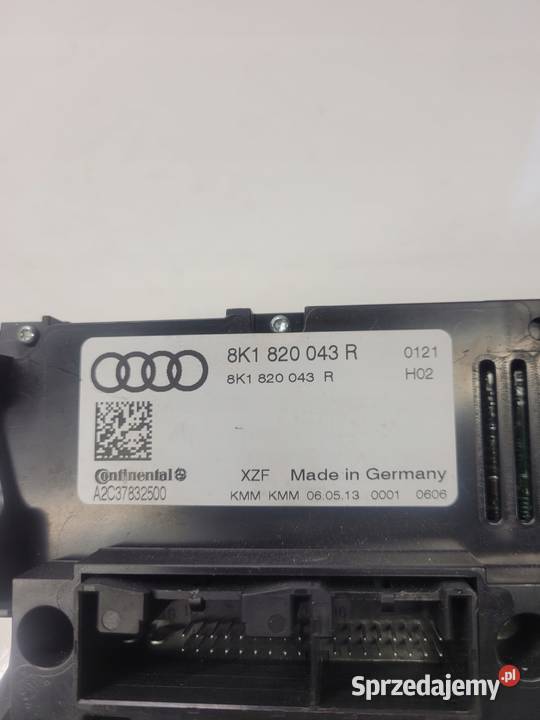 8K1 820 043 R 0121
8K1 820 043 R H02
Continental
XZF Made in Germany
A2C37832500
KMM KMM 06.05.13 0001 0606
Sprzedajemy.pl